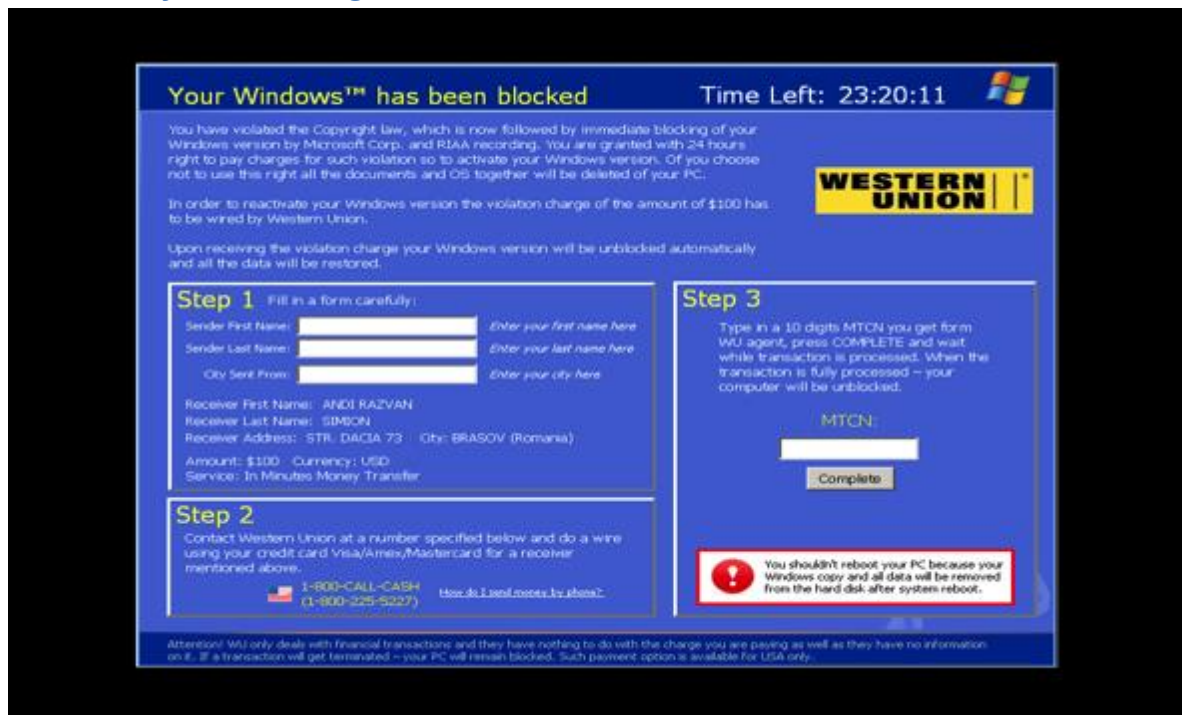 Your Windows™ has been blocked
Time Left: 23:20:11
You have violated the Copyright law, which is now followed by immediate blocking of your
Windows version by Microsoft Corp. and RIAA recording. You are granted with 24 hours
right to pay charges for such violation so to activate your Windows version. Of you choose
not to use this right all the documents and OS together will be deleted of your PC.
In order to reactivate your Windows version the violation charge of the amount of $100 has
to be wired by Western Union.
Upon receiving the violation charge your Windows version will be unblocked automatically
and all the data will be restored.
WESTERN
UNION
Step 1 Fill in a form carefully:
Sender First Name: Enter your first name here
Sender Last Name: Enter your last name here
City Sent From: Enter your city here
Receiver First Name: ANDI RAZVAN
Receiver Last Name: SIMION
Receiver Address: STR. DACIA 73 City: BRASOV (Romania)
Amount: $100 Currency: USD
Service: In Minutes Money Transfer
Step 2
Contact Western Union at a number specified below and do a wire
using your credit card Visa/Amex/Mastercard for a receiver
mentioned above.
1-800-CALL-CASH
(1-800-225-5227)
How do I send money by phone?
Step 3
Type in a 10 digits MTCN you get form
WU agent, press COMPLETE and wait
while transaction is processed. When the
transaction is fully processed – your
computer will be unblocked.
MTCN:
Complete
You shouldn't reboot your PC because your
Windows copy and all data will be removed
from the hard disk after system reboot.
Attention! WU only deals with financial transactions and they have nothing to do with the charge you are paying as well as they have no information
on it. If a transaction will get terminated – your PC will remain blocked. Such payment option is available for USA only.